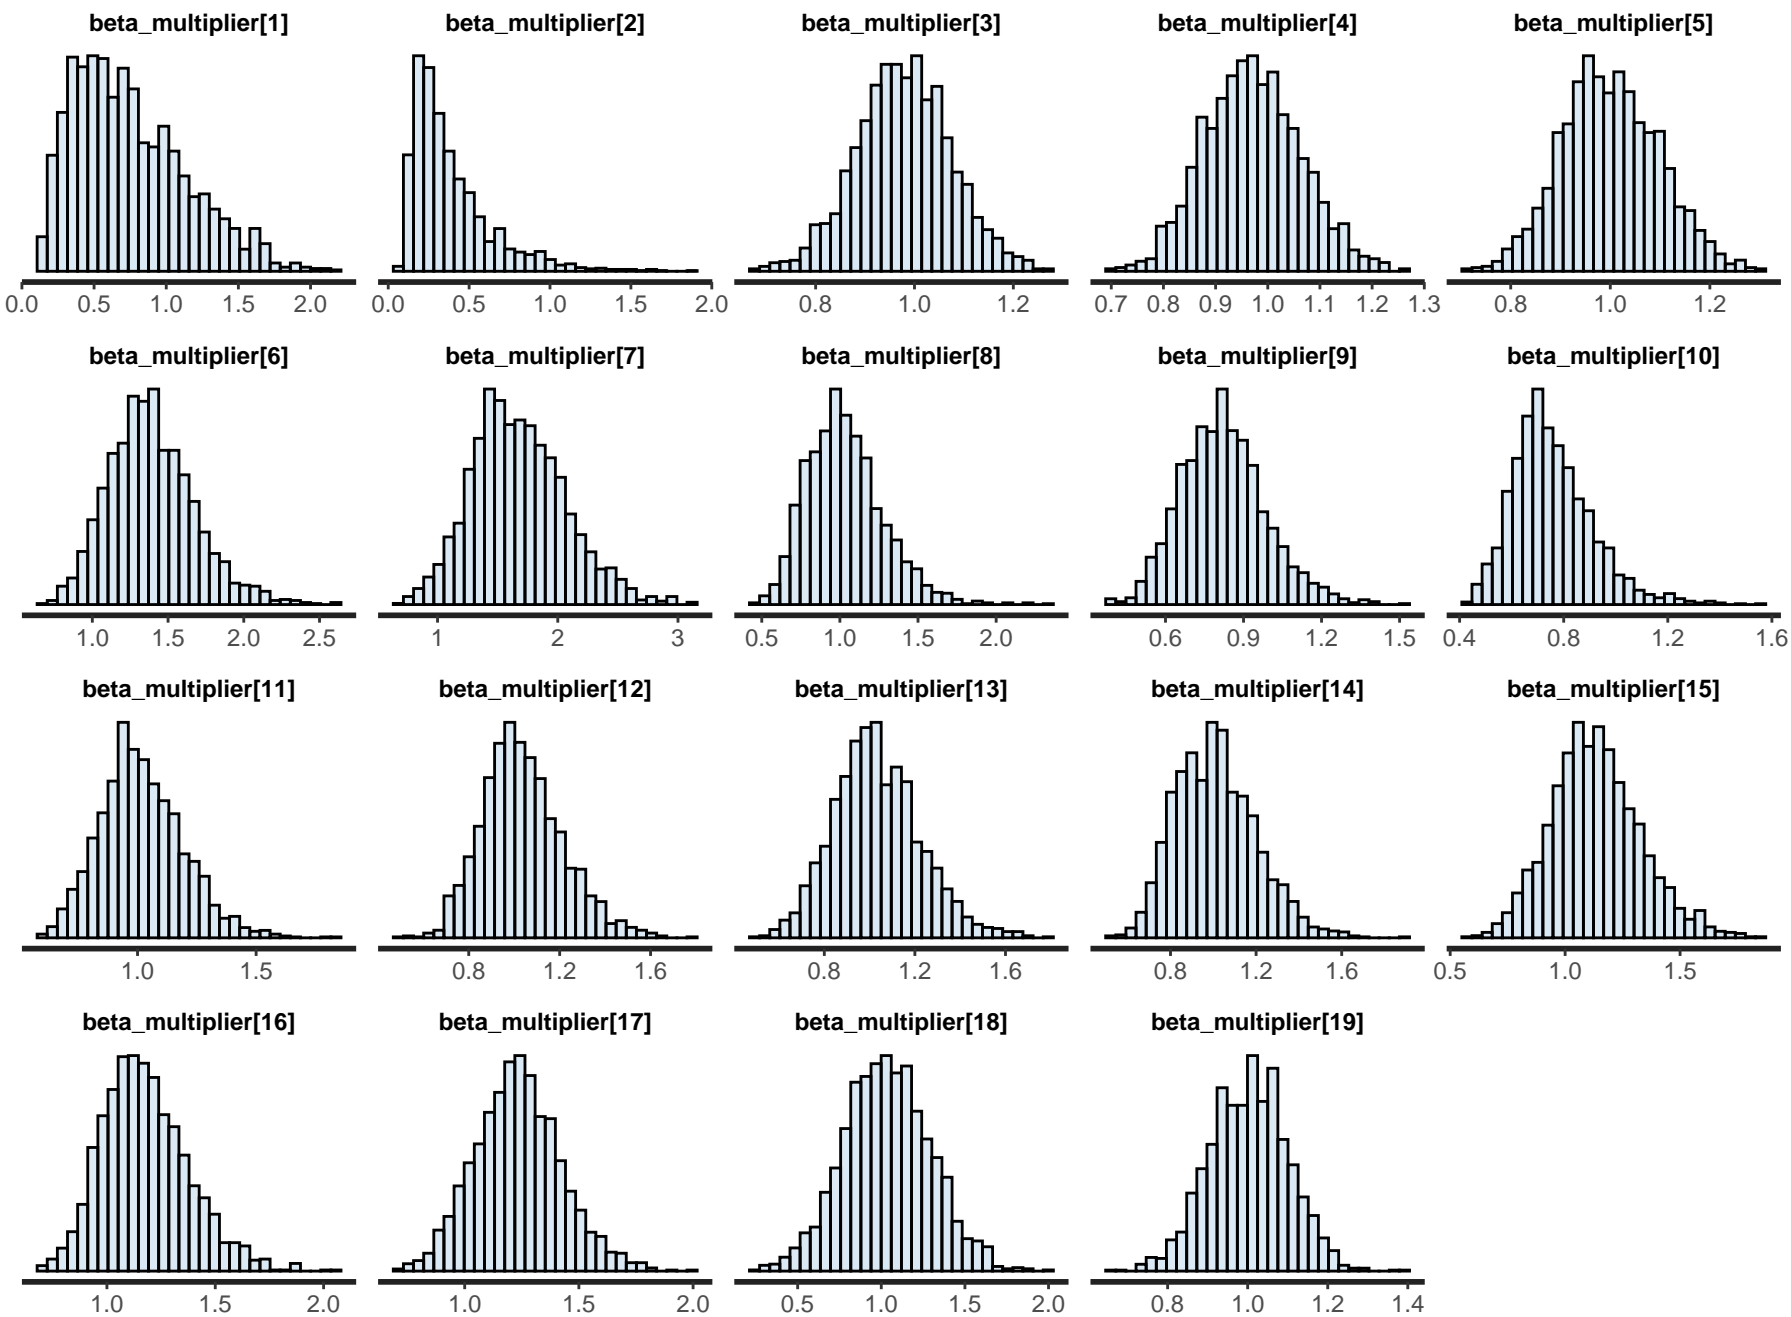 beta_multiplier[1] beta_multiplier[2] beta_multiplier[3] beta_multiplier[4] beta_multiplier[5]
0.0 0.5 1.0 1.5 2.0 0.0 0.5 1.0 1.5 2.0 0.8 1.0 1.2 0.7 0.8 0.9 1.0 1.1 1.2 1.3 0.8 1.0 1.2
beta_multiplier[6] beta_multiplier[7] beta_multiplier[8] beta_multiplier[9] beta_multiplier[10]
1.0 1.5 2.0 2.5 1 2 3 0.5 1.0 1.5 2.0 0.6 0.9 1.2 1.5 0.4 0.8 1.2 1.6
beta_multiplier[11] beta_multiplier[12] beta_multiplier[13] beta_multiplier[14] beta_multiplier[15]
1.0 1.5 0.8 1.2 1.6 0.8 1.2 1.6 0.8 1.2 1.6 0.5 1.0 1.5
beta_multiplier[16] beta_multiplier[17] beta_multiplier[18] beta_multiplier[19]
1.0 1.5 2.0 1.0 1.5 2.0 0.5 1.0 1.5 2.0 0.8 1.0 1.2 1.4